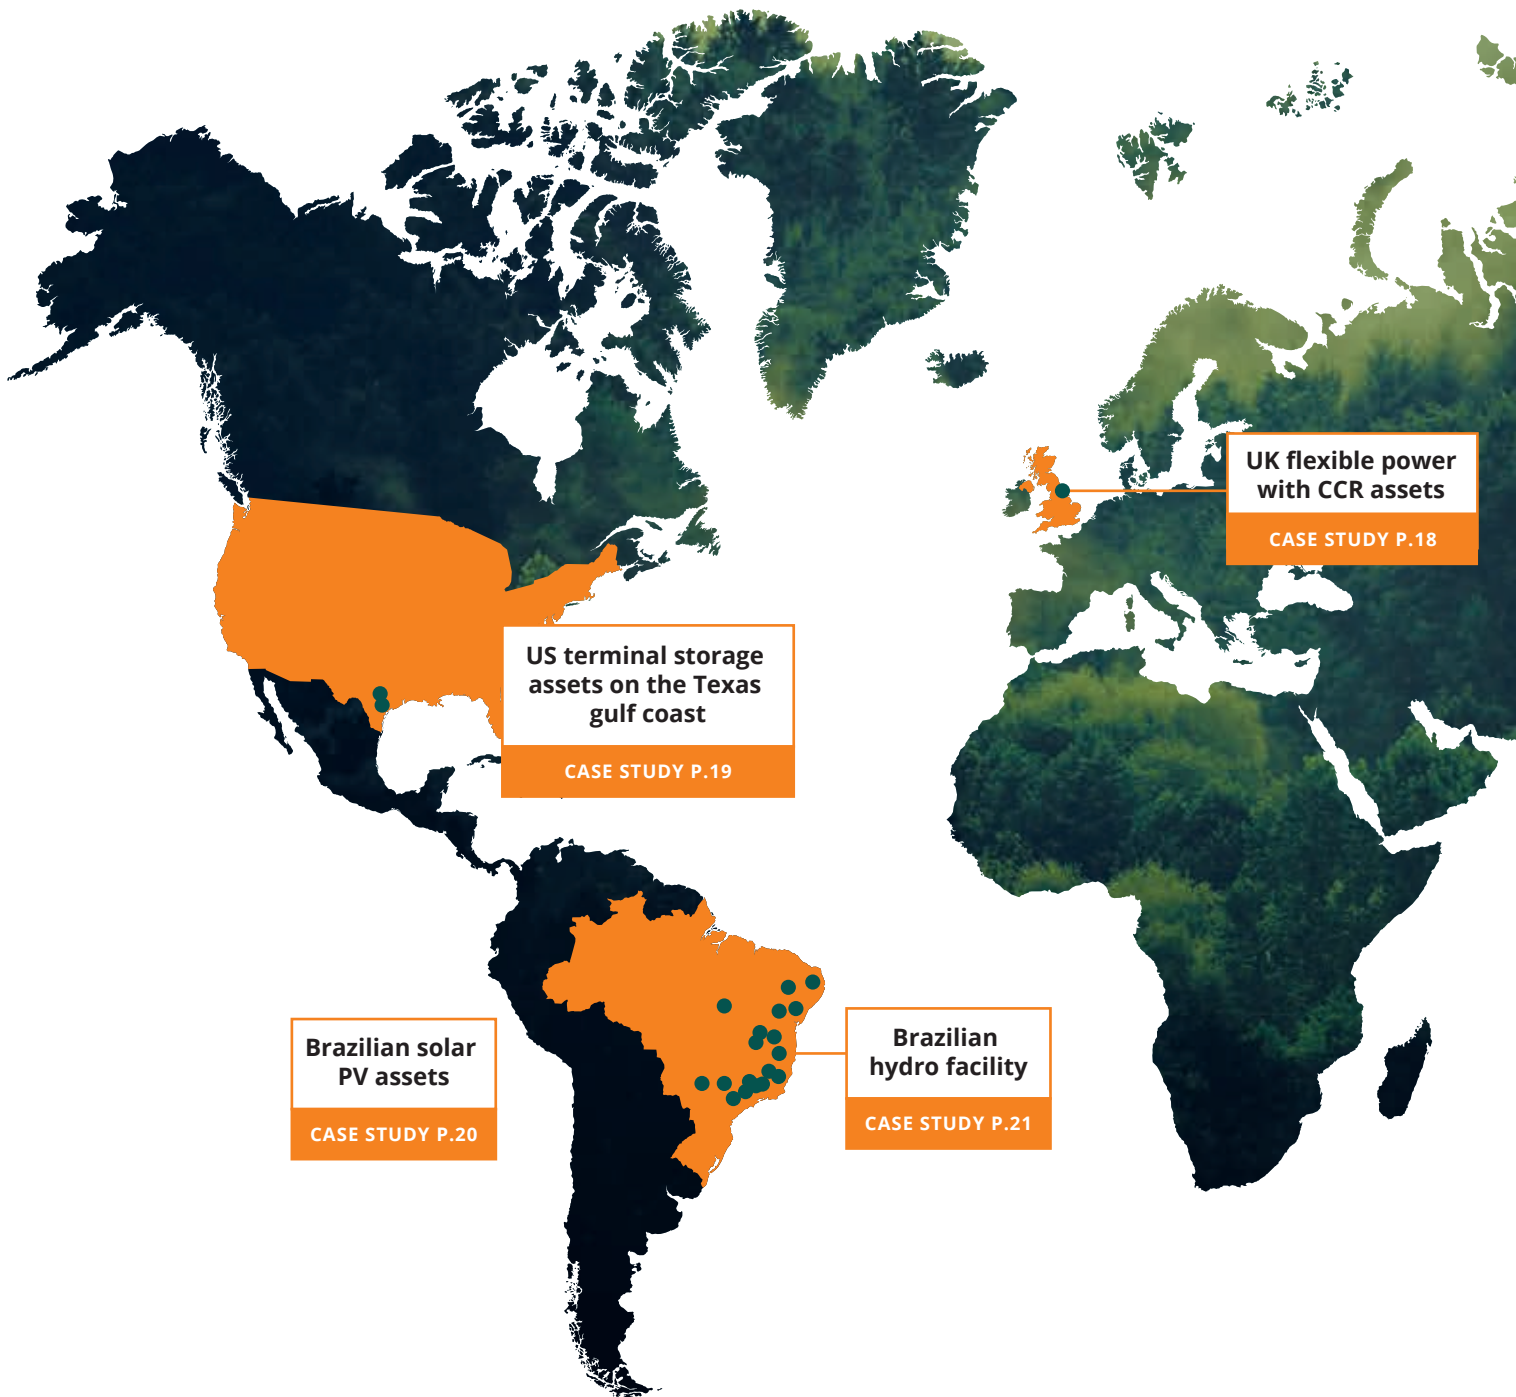 UK flexible power
with CCR assets
CASE STUDY P.18
US terminal storage
assets on the Texas
gulf coast
CASE STUDY P.19
Brazilian solar
PV assets
CASE STUDY P.20
Brazilian
hydro facility
CASE STUDY P.21